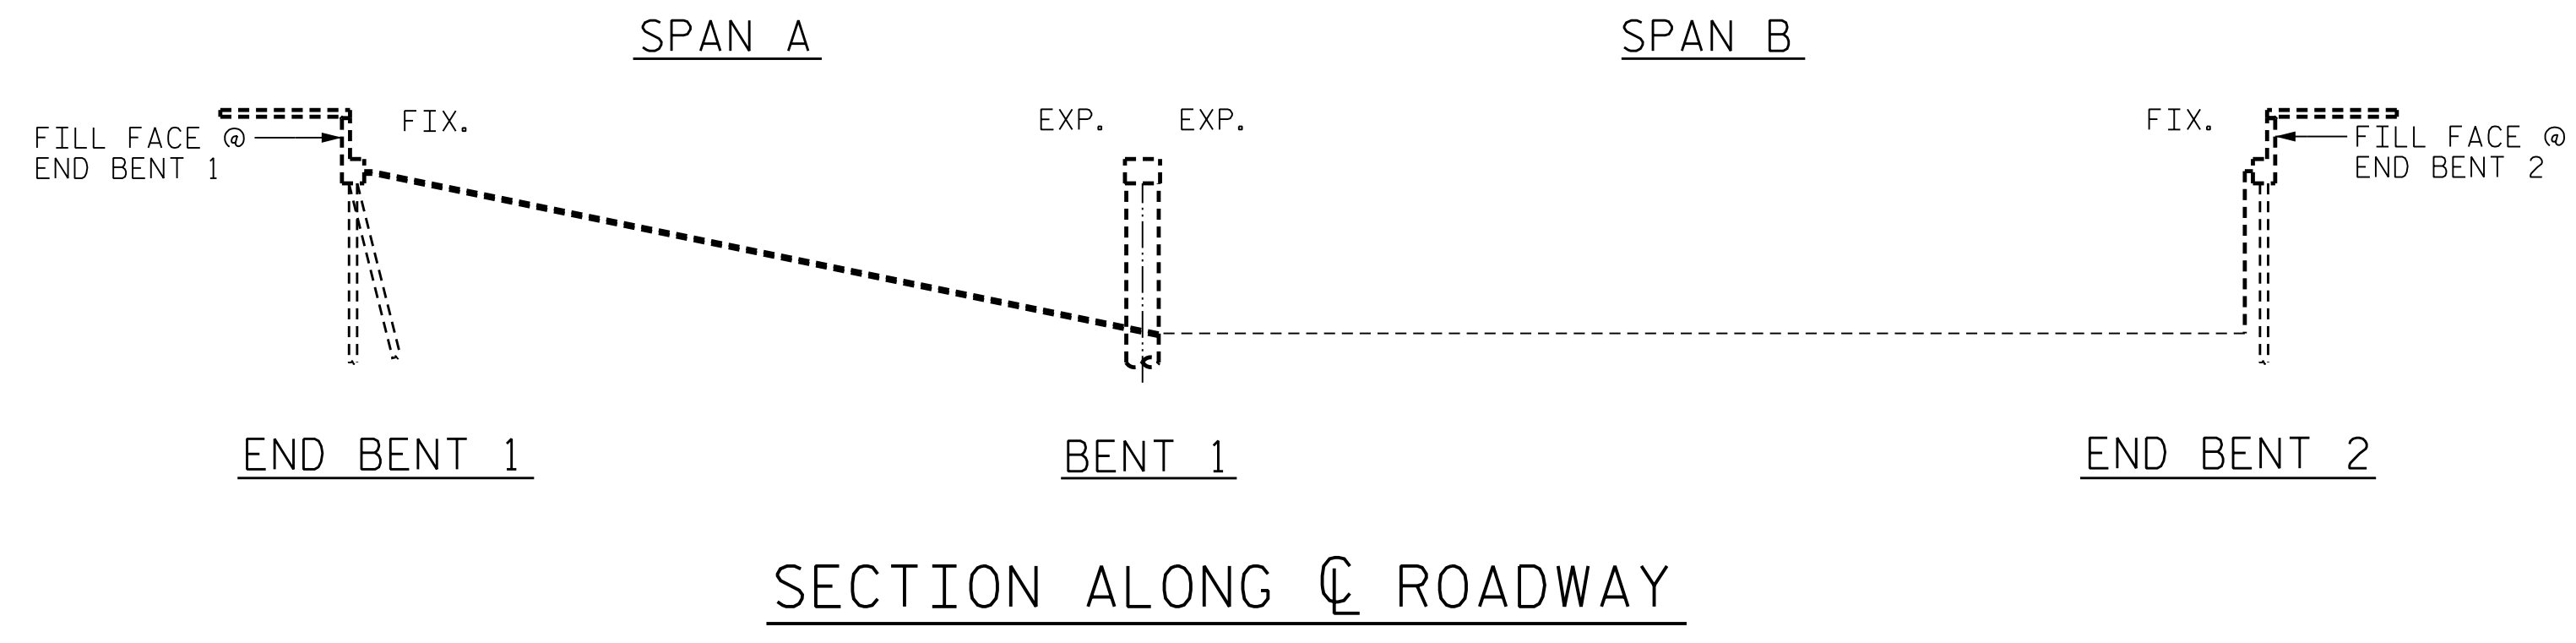 SPAN A
SPAN B
FILL FACE @
END BENT 1
FIX.
EXP.
EXP.
FIX.
FILL FACE @
END BENT 2
END BENT 1
BENT 1
END BENT 2
SECTION ALONG ℄ ROADWAY